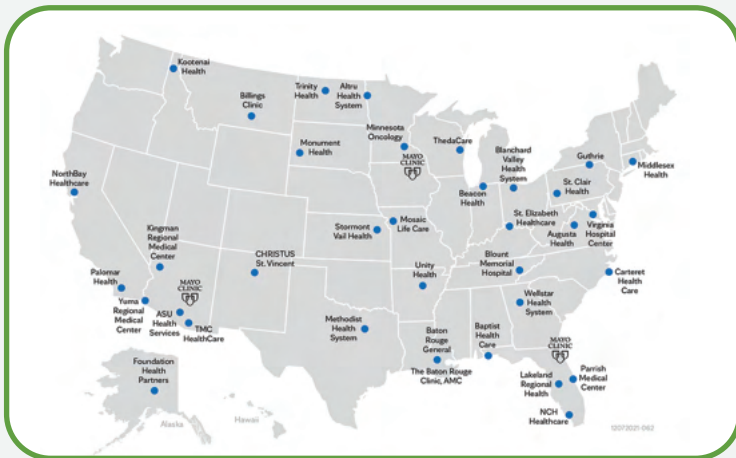 Kootenai
Health
Billings
Clinic
Trinity
Health
Altru
Health
System
Minnesota
Oncology
MAYO
CLINIC
ThedaCare
Blanchard
Valley
Health
System
Guthrie
Middlesex
Health
Monument
Health
NorthBay
Healthcare
Beacon
Health
St. Clair
Health
Kingman
Regional
Medical
Center
Stormont
Vail Health
Mosaic
Life Care
St. Elizabeth
Healthcare
Augusta
Health
Virginia
Hospital
Center
CHRISTUS
St. Vincent
Unity
Health
Blount
Memorial
Hospital
Carteret
Health
Care
Palomar
Health
Yuma
Regional
Medical
Center
MAYO
CLINIC
ASU
Health
Services
TMC
HealthCare
Methodist
Health
System
Baton
Rouge
General
The Baton Rouge
Clinic, AMC
Baptist
Health
Care
Wellstar
Health
System
MAYO
CLINIC
Lakeland
Regional
Health
Parrish
Medical
Center
NCH
Healthcare
Foundation
Health
Partners
Alaska
Hawaii
12072021-062